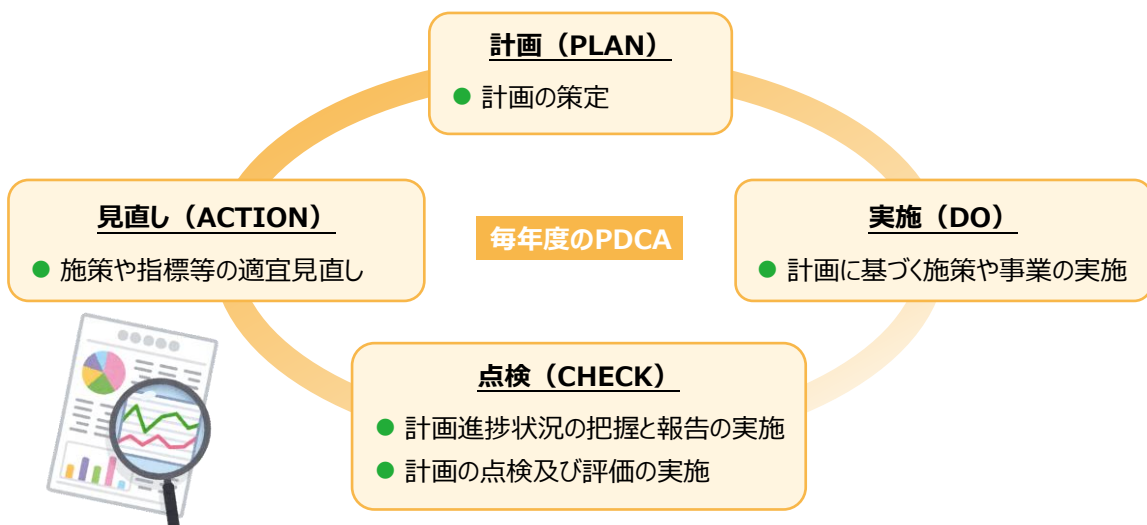 計画（PLAN）
● 計画の策定
見直し（ACTION）
● 施策や指標等の適宜見直し
毎年度のPDCA
実施（DO）
● 計画に基づく施策や事業の実施
点検（CHECK）
● 計画進捗状況の把握と報告の実施
● 計画の点検及び評価の実施